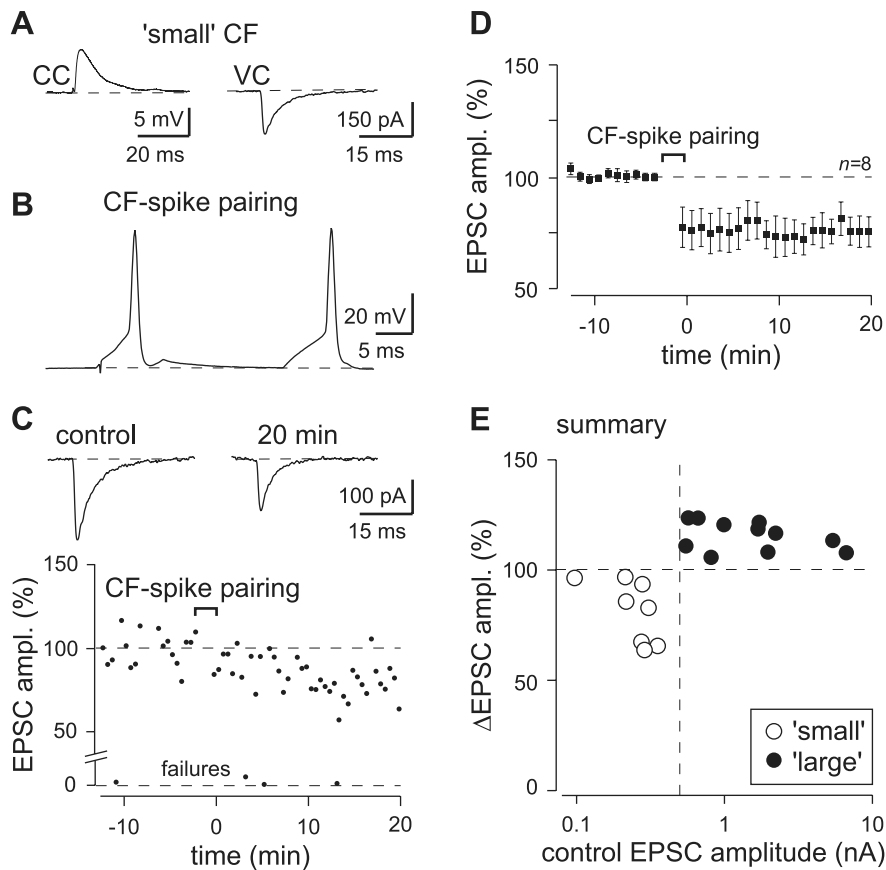 A
'small' CF
CC
VC
5 mV
20 ms
150 pA
15 ms
B
CF-spike pairing
20 mV
5 ms
C
control
20 min
100 pA
15 ms
EPSC ampl. (%)
150
100
50
0
CF-spike pairing
failures
-10
0
10
20
time (min)
D
EPSC ampl. (%)
150
100
50
CF-spike pairing
n=8
-10
0
10
20
time (min)
E
summary
ΔEPSC ampl. (%)
150
100
50
0
'small'
'large'
0.1
1
10
control EPSC amplitude (nA)